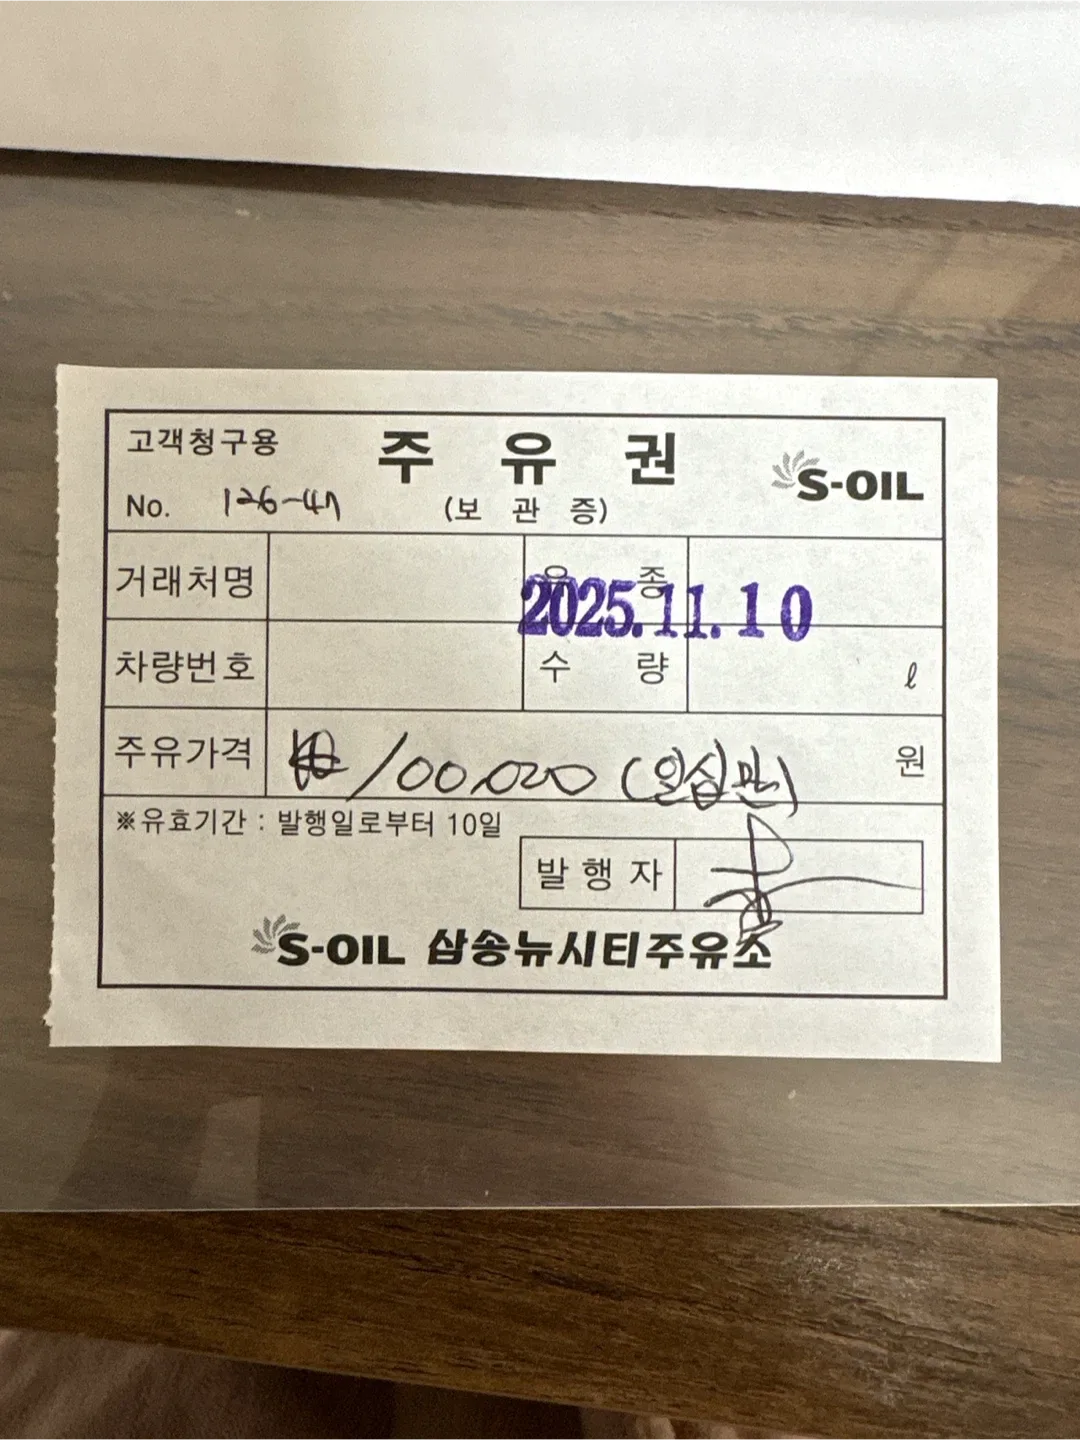 고객청구용 주 유 권 S-OIL
No. 126-47 (보 관 증)
거래처명 유 종
2025.11.10
차량번호 수 량 ℓ
주유가격 ₩ 100,000 (일십만) 원
※유효기간 : 발행일로부터 10일
발 행 자
S-OIL 삼송뉴시티주유소